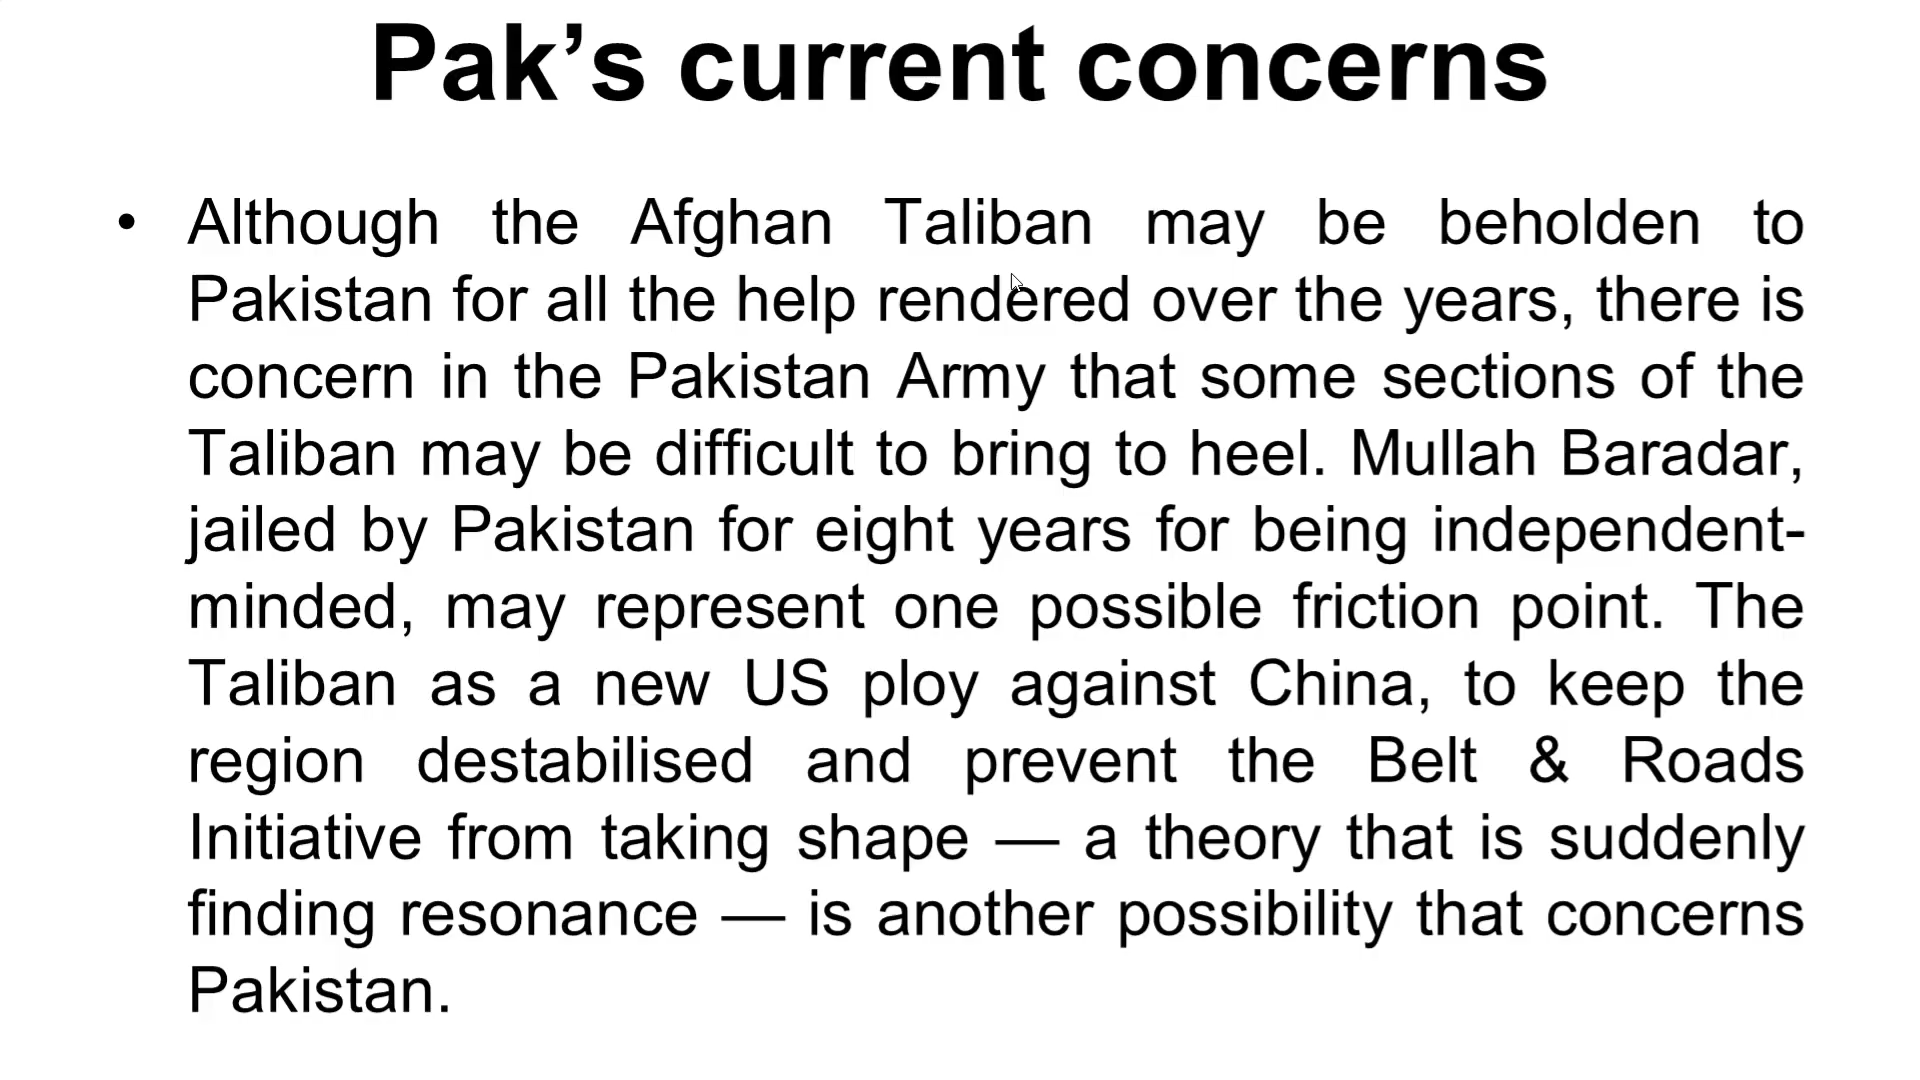 Pak’s current concerns
• Although the Afghan Taliban may be beholden to
Pakistan for all the help rendered over the years, there is
concern in the Pakistan Army that some sections of the
Taliban may be difficult to bring to heel. Mullah Baradar,
jailed by Pakistan for eight years for being independent-
minded, may represent one possible friction point. The
Taliban as a new US ploy against China, to keep the
region destabilised and prevent the Belt & Roads
Initiative from taking shape — a theory that is suddenly
finding resonance — is another possibility that concerns
Pakistan.